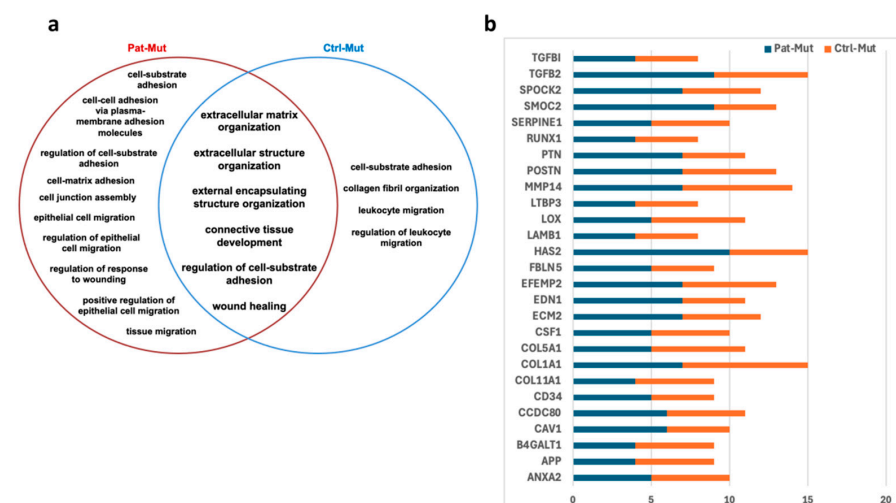 a
Pat-Mut
Ctrl-Mut
cell-substrate
adhesion
cell-cell adhesion
via plasma-
membrane adhesion
molecules
regulation of cell-substrate
adhesion
cell-matrix adhesion
cell junction assembly
epithelial cell migration
regulation of epithelial
cell migration
regulation of response
to wounding
positive regulation of
epithelial cell migration
tissue migration
extracellular matrix
organization
extracellular structure
organization
external encapsulating
structure organization
connective tissue
development
regulation of cell-substrate
adhesion
wound healing
cell-substrate adhesion
collagen fibril organization
leukocyte migration
regulation of leukocyte
migration
b
Pat-Mut Ctrl-Mut
TGFBI
TGFB2
SPOCK2
SMOC2
SERPINE1
RUNX1
PTN
POSTN
MMP14
LTBP3
LOX
LAMB1
HAS2
FBLN5
EFEMP2
EDN1
ECM2
CSF1
COL5A1
COL1A1
COL11A1
CD34
CCDC80
CAV1
B4GALT1
APP
ANXA2
0 5 10 15 20